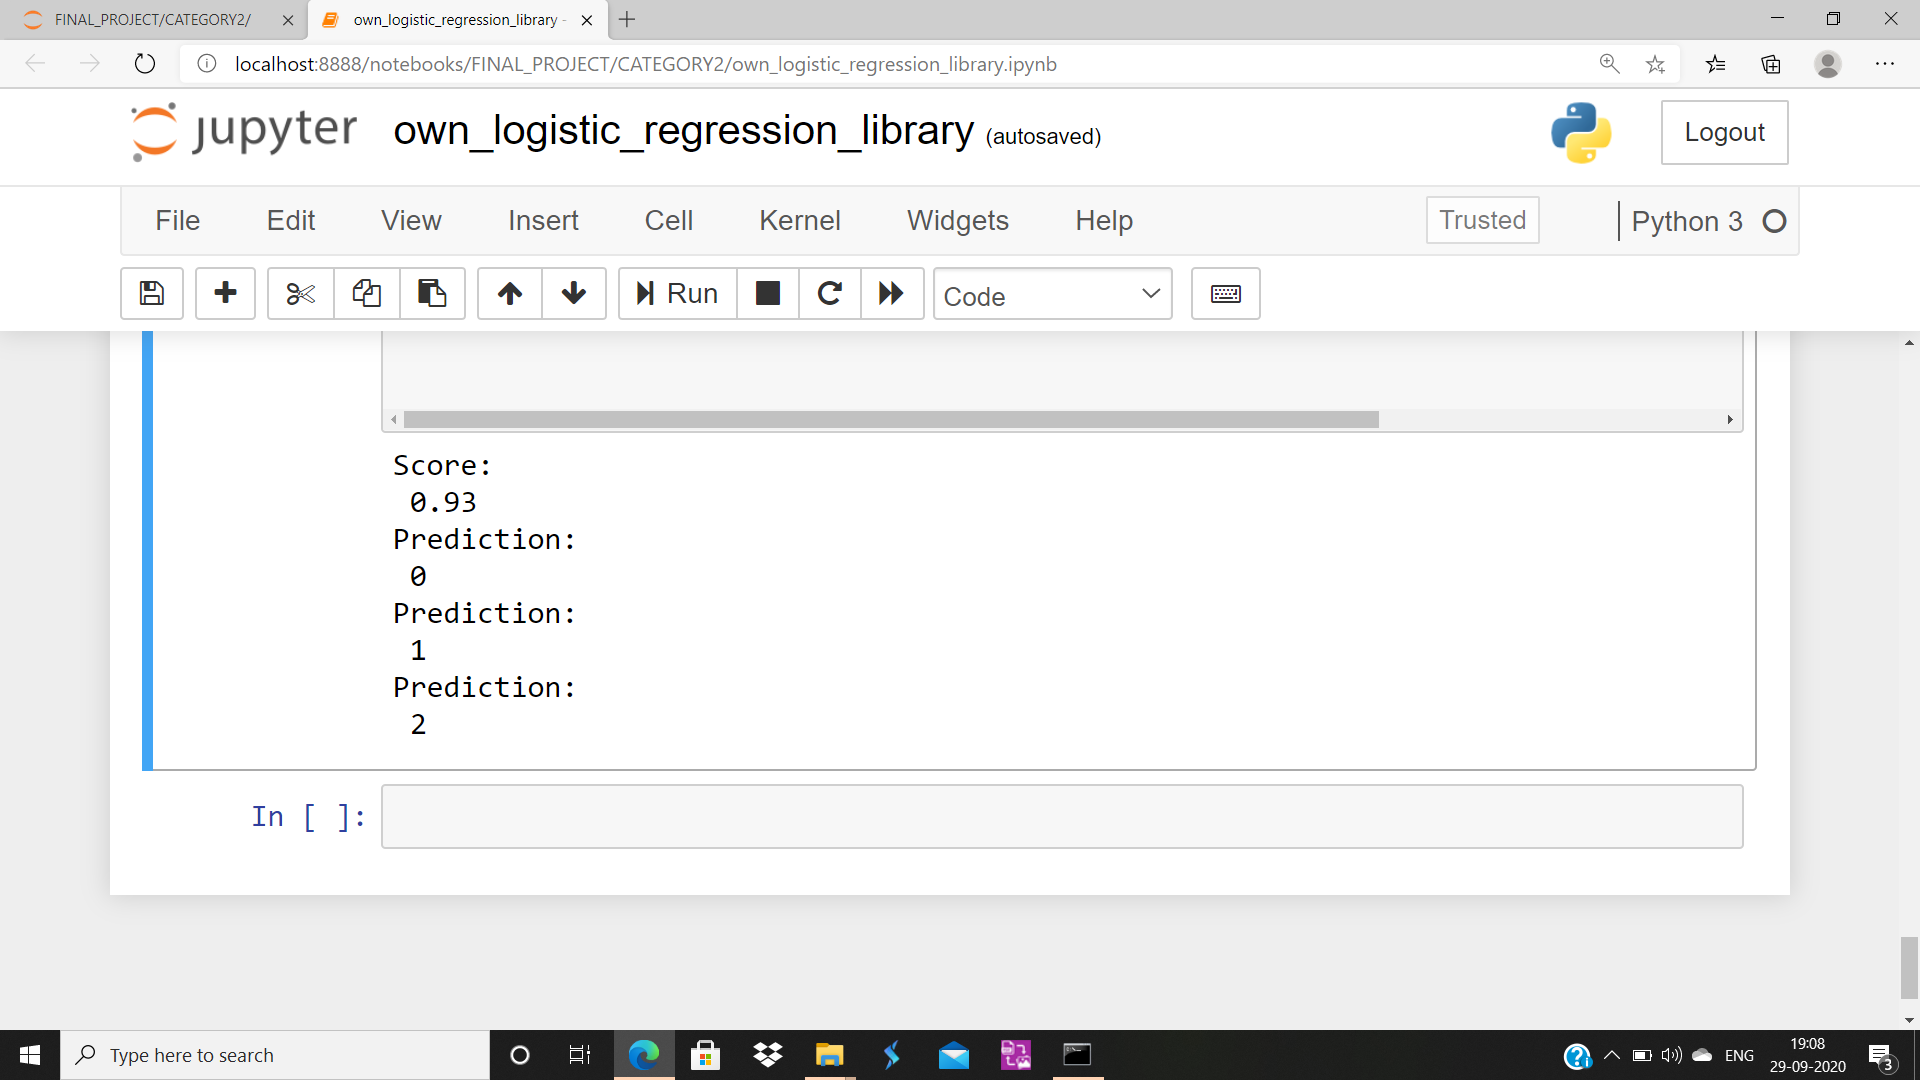 FINAL_PROJECT/CATEGORY2/
own_logistic_regression_library -
localhost:8888/notebooks/FINAL_PROJECT/CATEGORY2/own_logistic_regression_library.ipynb
jupyter own_logistic_regression_library (autosaved)
Logout
File Edit View Insert Cell Kernel Widgets Help
Trusted
Python 3
Run
Code
Score:
0.93
Prediction:
0
Prediction:
1
Prediction:
2
In [ ]:
Type here to search
ENG
19:08
29-09-2020
3